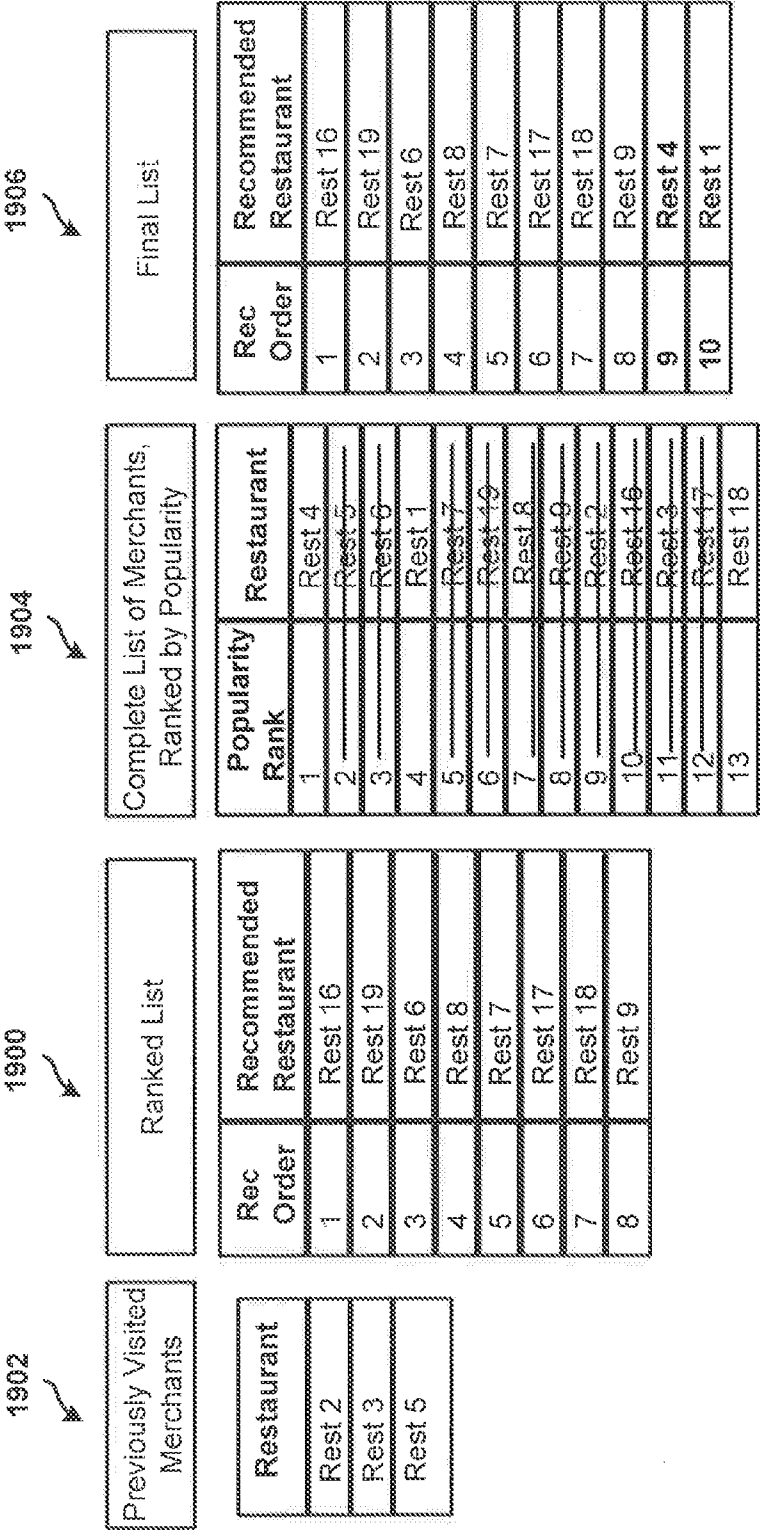 1902
Previously Visited
Merchants
Restaurant
Rest 2
Rest 3
Rest 5
1900
Ranked List
Rec
Order
Recommended
Restaurant
1 Rest 16
2 Rest 19
3 Rest 6
4 Rest 8
5 Rest 7
6 Rest 17
7 Rest 18
8 Rest 9
1904
Complete List of Merchants,
Ranked by Popularity
Popularity
Rank
Restaurant
1 Rest 4
2 Rest 5
3 Rest 6
4 Rest 1
5 Rest 7
6 Rest 19
7 Rest 8
8 Rest 9
9 Rest 2
10 Rest 16
11 Rest 3
12 Rest 17
13 Rest 18
1906
Final List
Rec
Order
Recommended
Restaurant
1 Rest 16
2 Rest 19
3 Rest 6
4 Rest 8
5 Rest 7
6 Rest 17
7 Rest 18
8 Rest 9
9 Rest 4
10 Rest 1